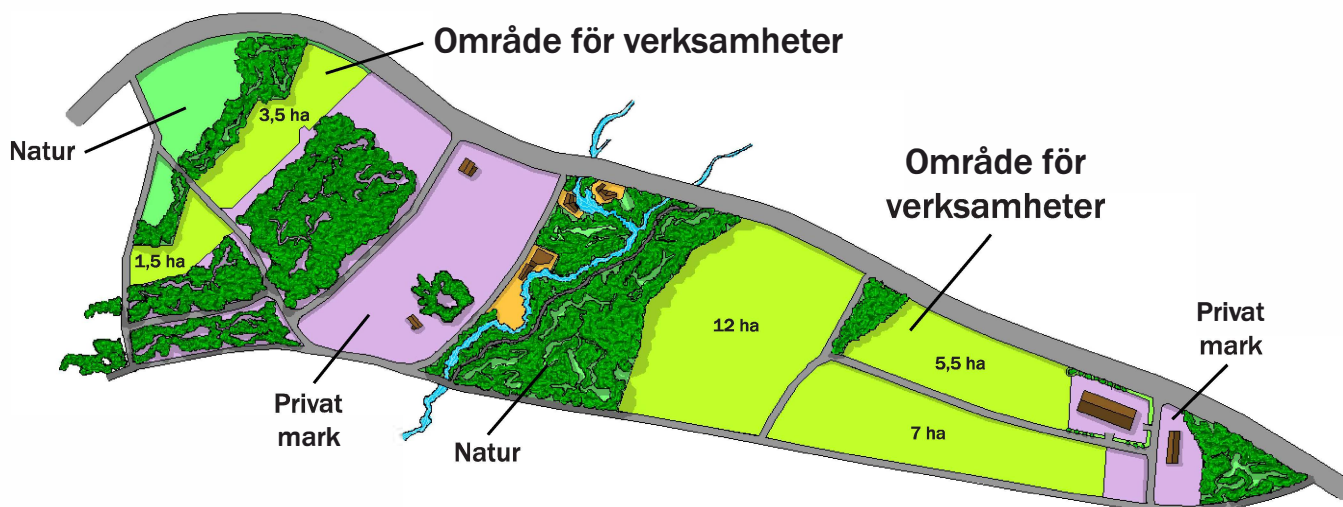 Område för verksamheter
3,5 ha
Natur
Område för
verksamheter
1,5 ha
12 ha
Privat
mark
5,5 ha
Privat
mark
7 ha
Natur